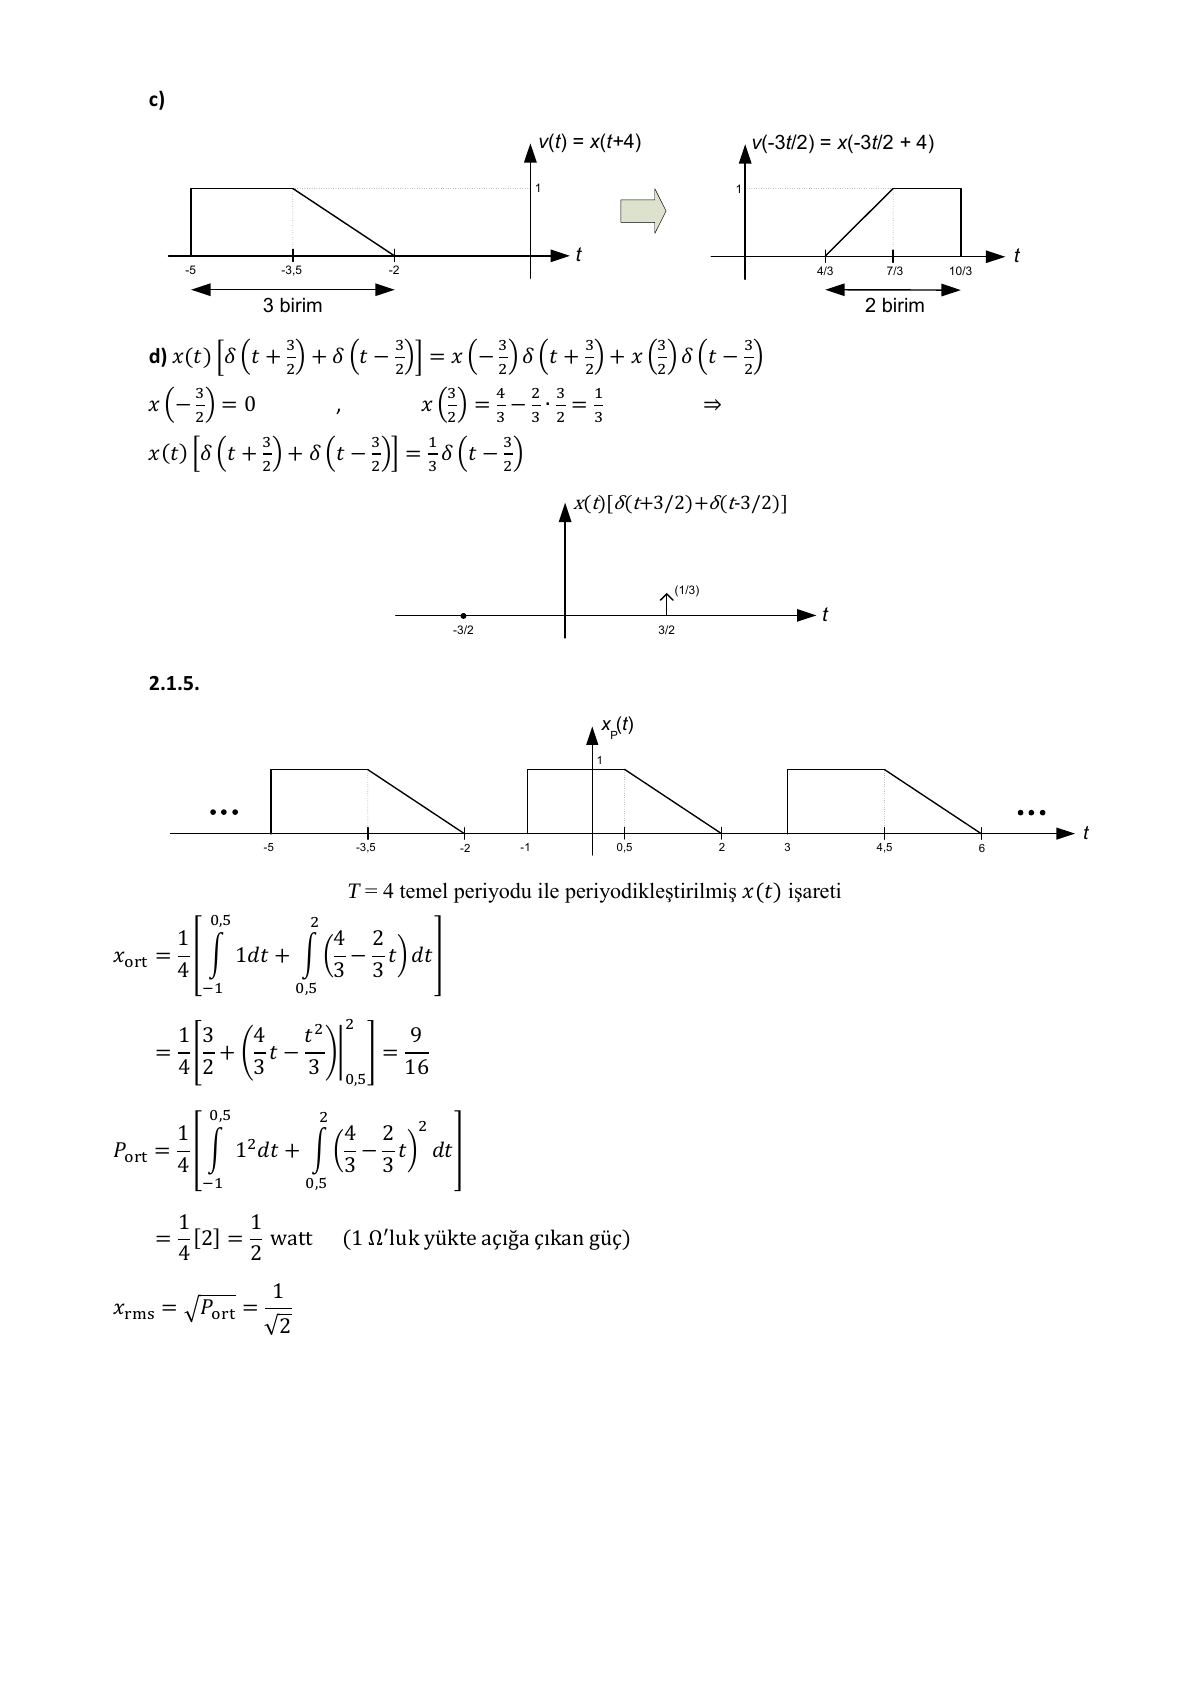 c)
v(t) = x(t+4)
v(-3t/2) = x(-3t/2 + 4)
1
1
t
t
-5 -3,5 -2
4/3 7/3 10/3
3 birim
2 birim
d) x(t) [δ (t + 3/2) + δ (t − 3/2)] = x (− 3/2) δ (t + 3/2) + x (3/2) δ (t − 3/2)
x (− 3/2) = 0 , x (3/2) = 4/3 − 2/3 · 3/2 = 1/3 ⇒
x(t) [δ (t + 3/2) + δ (t − 3/2)] = 1/3 δ (t − 3/2)
x(t)[δ(t+3/2)+δ(t-3/2)]
(1/3)
t
-3/2 3/2
2.1.5.
xP(t)
1
... ...
t
-5 -3,5 -2 -1 0,5 2 3 4,5 6
T = 4 temel periyodu ile periyodikleştirilmiş x(t) işareti
x_ort = 1/4 [∫_{−1}^{0,5} 1dt + ∫_{0,5}^{2} (4/3 − 2/3 t) dt]
= 1/4 [3/2 + (4/3 t − t²/3)|_{0,5}^{2}] = 9/16
P_ort = 1/4 [∫_{−1}^{0,5} 1²dt + ∫_{0,5}^{2} (4/3 − 2/3 t)² dt]
= 1/4 [2] = 1/2 watt (1 Ω′luk yükte açığa çıkan güç)
x_rms = √P_ort = 1/√2